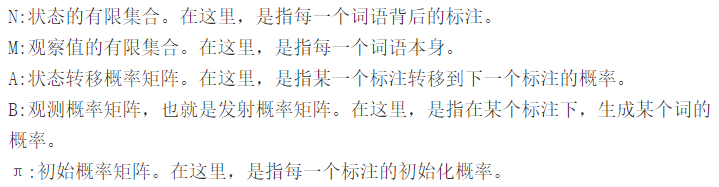 N:状态的有限集合。在这里，是指每一个词语背后的标注。
M:观察值的有限集合。在这里，是指每一个词语本身。
A:状态转移概率矩阵。在这里，是指某一个标注转移到下一个标注的概率。
B:观测概率矩阵，也就是发射概率矩阵。在这里，是指在某个标注下，生成某个词的
概率。
π:初始概率矩阵。在这里，是指每一个标注的初始化概率。